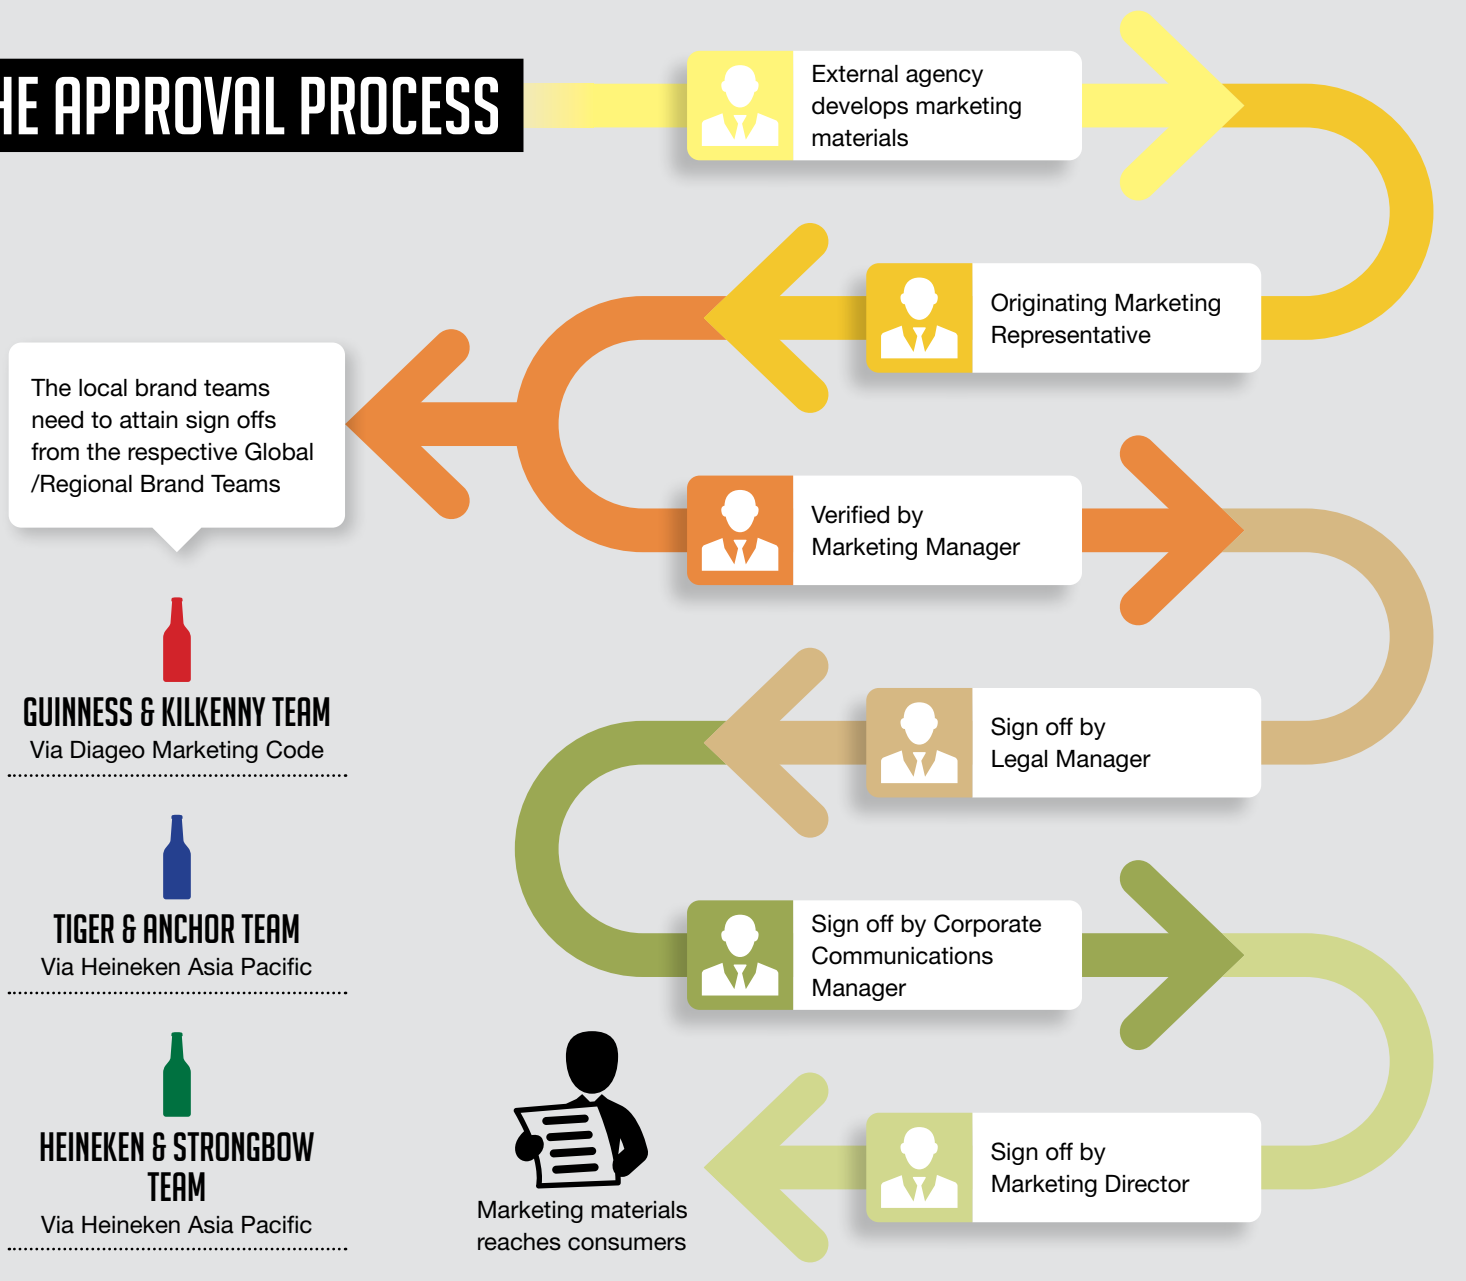 HE APPROVAL PROCESS
External agency
develops marketing
materials
Originating Marketing
Representative
The local brand teams
need to attain sign offs
from the respective Global
/Regional Brand Teams
Verified by
Marketing Manager
GUINNESS & KILKENNY TEAM
Via Diageo Marketing Code
Sign off by
Legal Manager
TIGER & ANCHOR TEAM
Via Heineken Asia Pacific
Sign off by Corporate
Communications
Manager
HEINEKEN & STRONGBOW
TEAM
Via Heineken Asia Pacific
Sign off by
Marketing Director
Marketing materials
reaches consumers